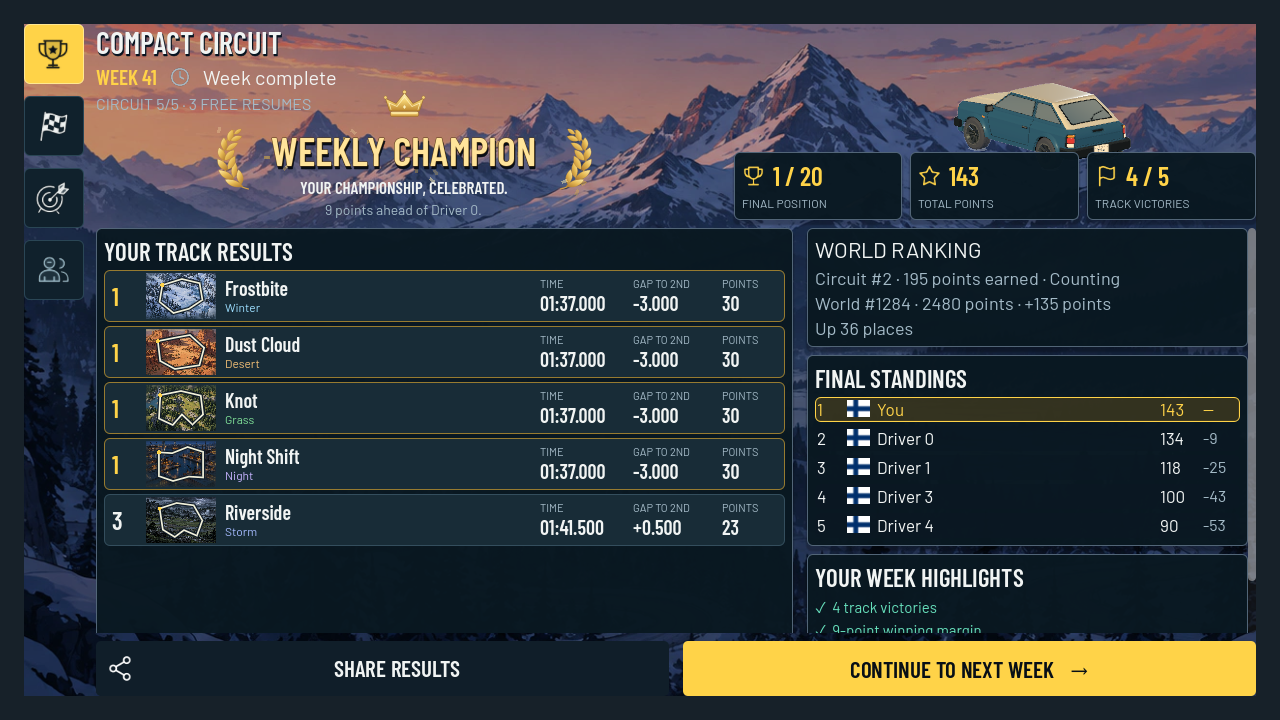 COMPACT CIRCUIT
WEEK 41 Week complete
CIRCUIT 5/5 · 3 FREE RESUMES
WEEKLY CHAMPION
YOUR CHAMPIONSHIP, CELEBRATED.
9 points ahead of Driver 0.
1 / 20
FINAL POSITION
143
TOTAL POINTS
4 / 5
TRACK VICTORIES
YOUR TRACK RESULTS
1 Frostbite Winter TIME 01:37.000 GAP TO 2ND -3.000 POINTS 30
1 Dust Cloud Desert TIME 01:37.000 GAP TO 2ND -3.000 POINTS 30
1 Knot Grass TIME 01:37.000 GAP TO 2ND -3.000 POINTS 30
1 Night Shift Night TIME 01:37.000 GAP TO 2ND -3.000 POINTS 30
3 Riverside Storm TIME 01:41.500 GAP TO 2ND +0.500 POINTS 23
WORLD RANKING
Circuit #2 · 195 points earned · Counting
World #1284 · 2480 points · +135 points
Up 36 places
FINAL STANDINGS
1 You 143 –
2 Driver 0 134 -9
3 Driver 1 118 -25
4 Driver 3 100 -43
5 Driver 4 90 -53
YOUR WEEK HIGHLIGHTS
✓ 4 track victories
✓ 9-point winning margin
SHARE RESULTS
CONTINUE TO NEXT WEEK →